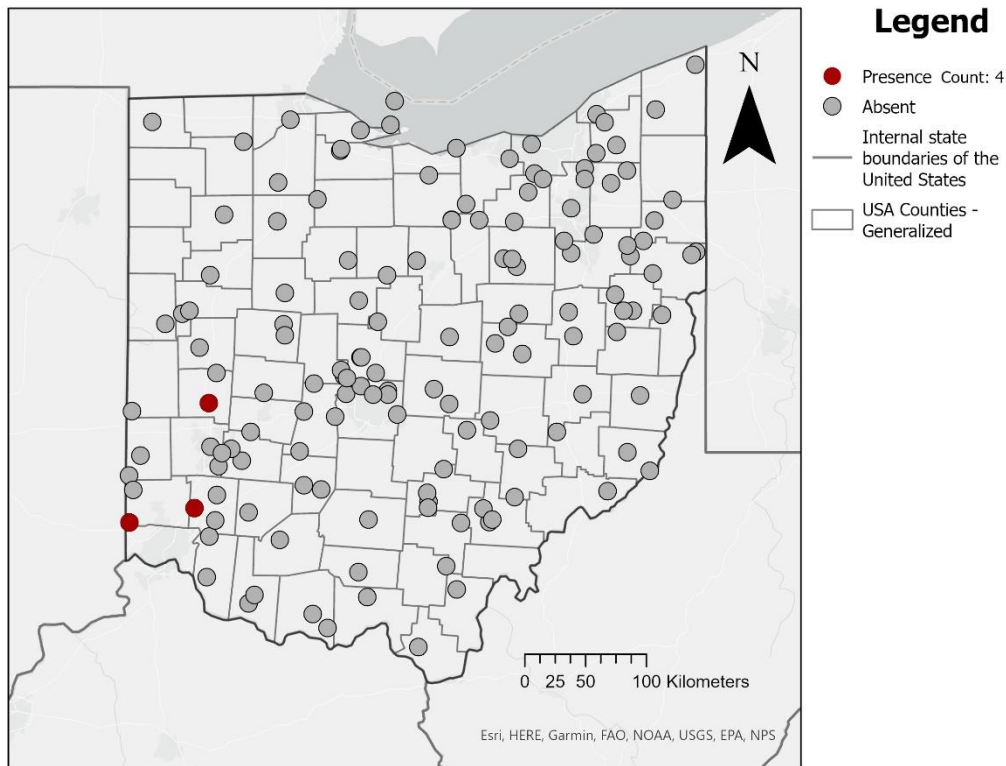 Legend
Presence Count: 4
Absent
Internal state
boundaries of the
United States
USA Counties -
Generalized
N
0 25 50 100 Kilometers
Esri, HERE, Garmin, FAO, NOAA, USGS, EPA, NPS